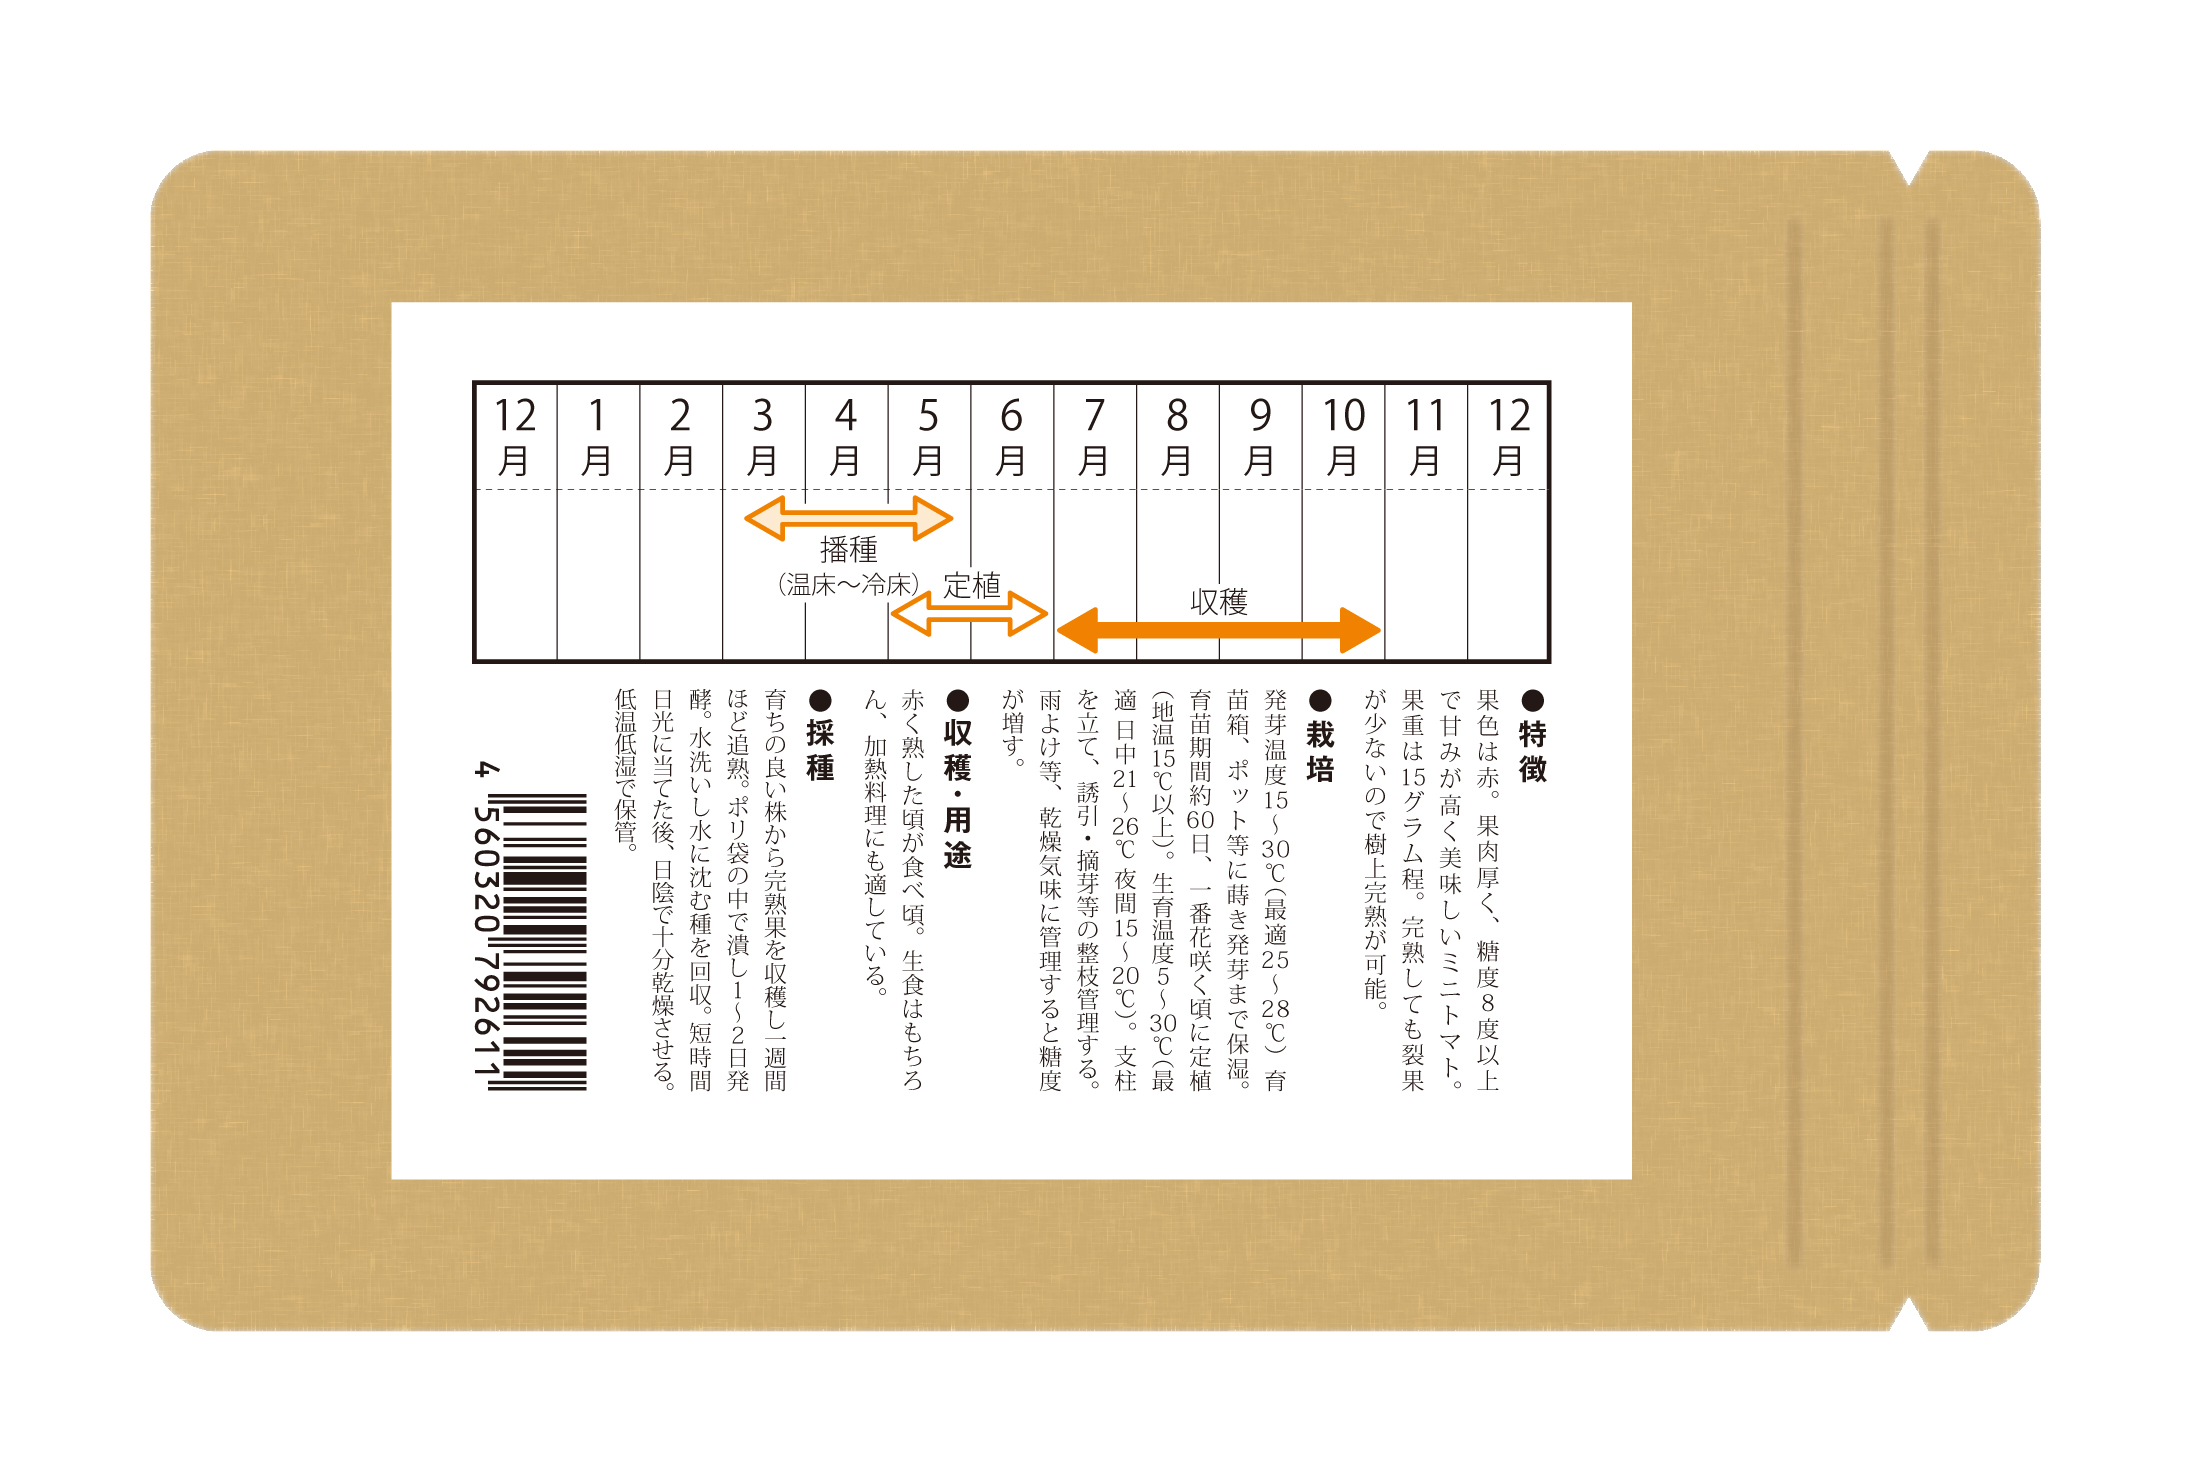 12月 1月 2月 3月 4月 5月 6月 7月 8月 9月 10月 11月 12月
播種
（温床～冷床）
定植
収穫
●特徴
果色は赤。果肉厚く、糖度8度以上
で甘みが高く美味しいミニトマト。
果重は15グラム程。完熟しても裂果
が少ないので樹上完熟が可能。
●栽培
発芽温度15～30℃（最適25～28℃）育
苗箱、ポット等に蒔き発芽まで保湿。
育苗期間約60日、一番花咲く頃に定植
（地温15℃以上）。生育温度5～30℃（最
適 日中21～26℃ 夜間15～20℃）。支柱
を立て、誘引・摘芽等の整枝管理する。
雨よけ等、乾燥気味に管理すると糖度
が増す。
●収穫・用途
赤く熟した頃が食べ頃。生食はもちろ
ん、加熱料理にも適している。
●採種
育ちの良い株から完熟果を収穫し一週間
ほど追熟。ポリ袋の中で潰し1～2日発
酵。水洗いし水に沈む種を回収。短時間
日光に当てた後、日陰で十分乾燥させる。
低温低湿で保管。
4 560320 792611